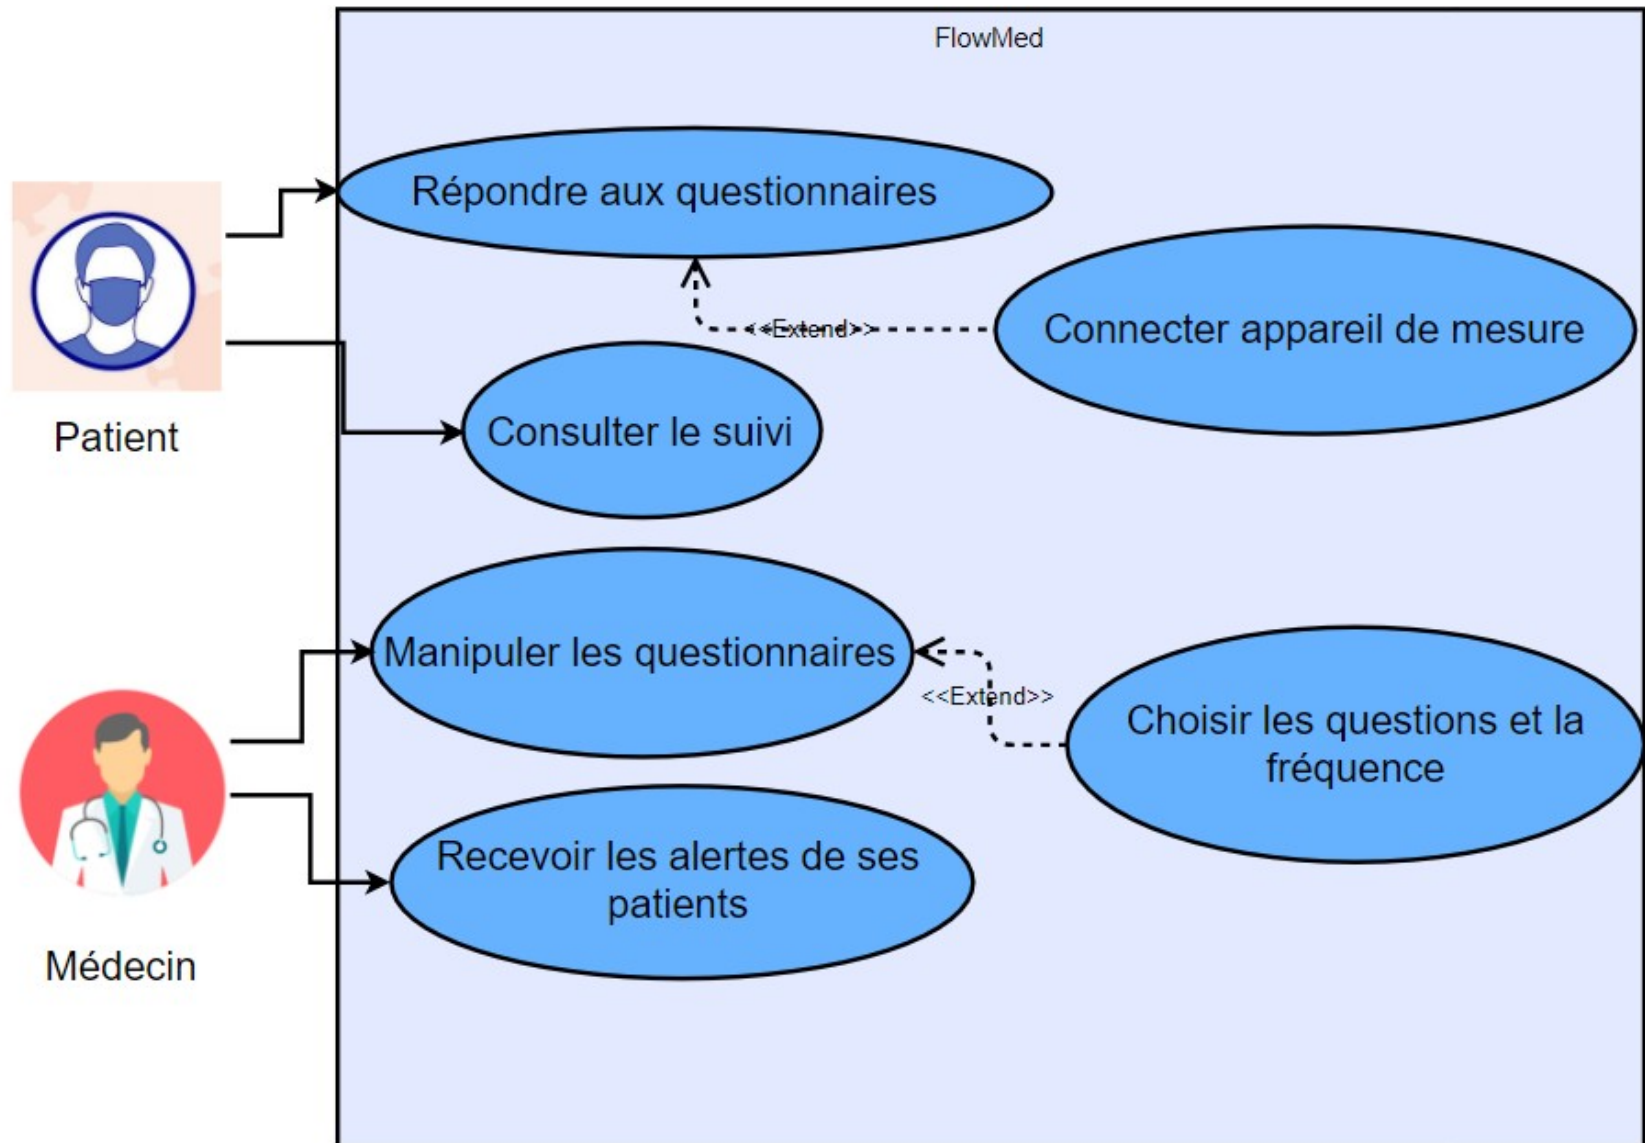 FlowMed
Répondre aux questionnaires
<<Extend>>
Connecter appareil de mesure
Patient
Consulter le suivi
Manipuler les questionnaires
<<Extend>>
Choisir les questions et la
fréquence
Recevoir les alertes de ses
patients
Médecin